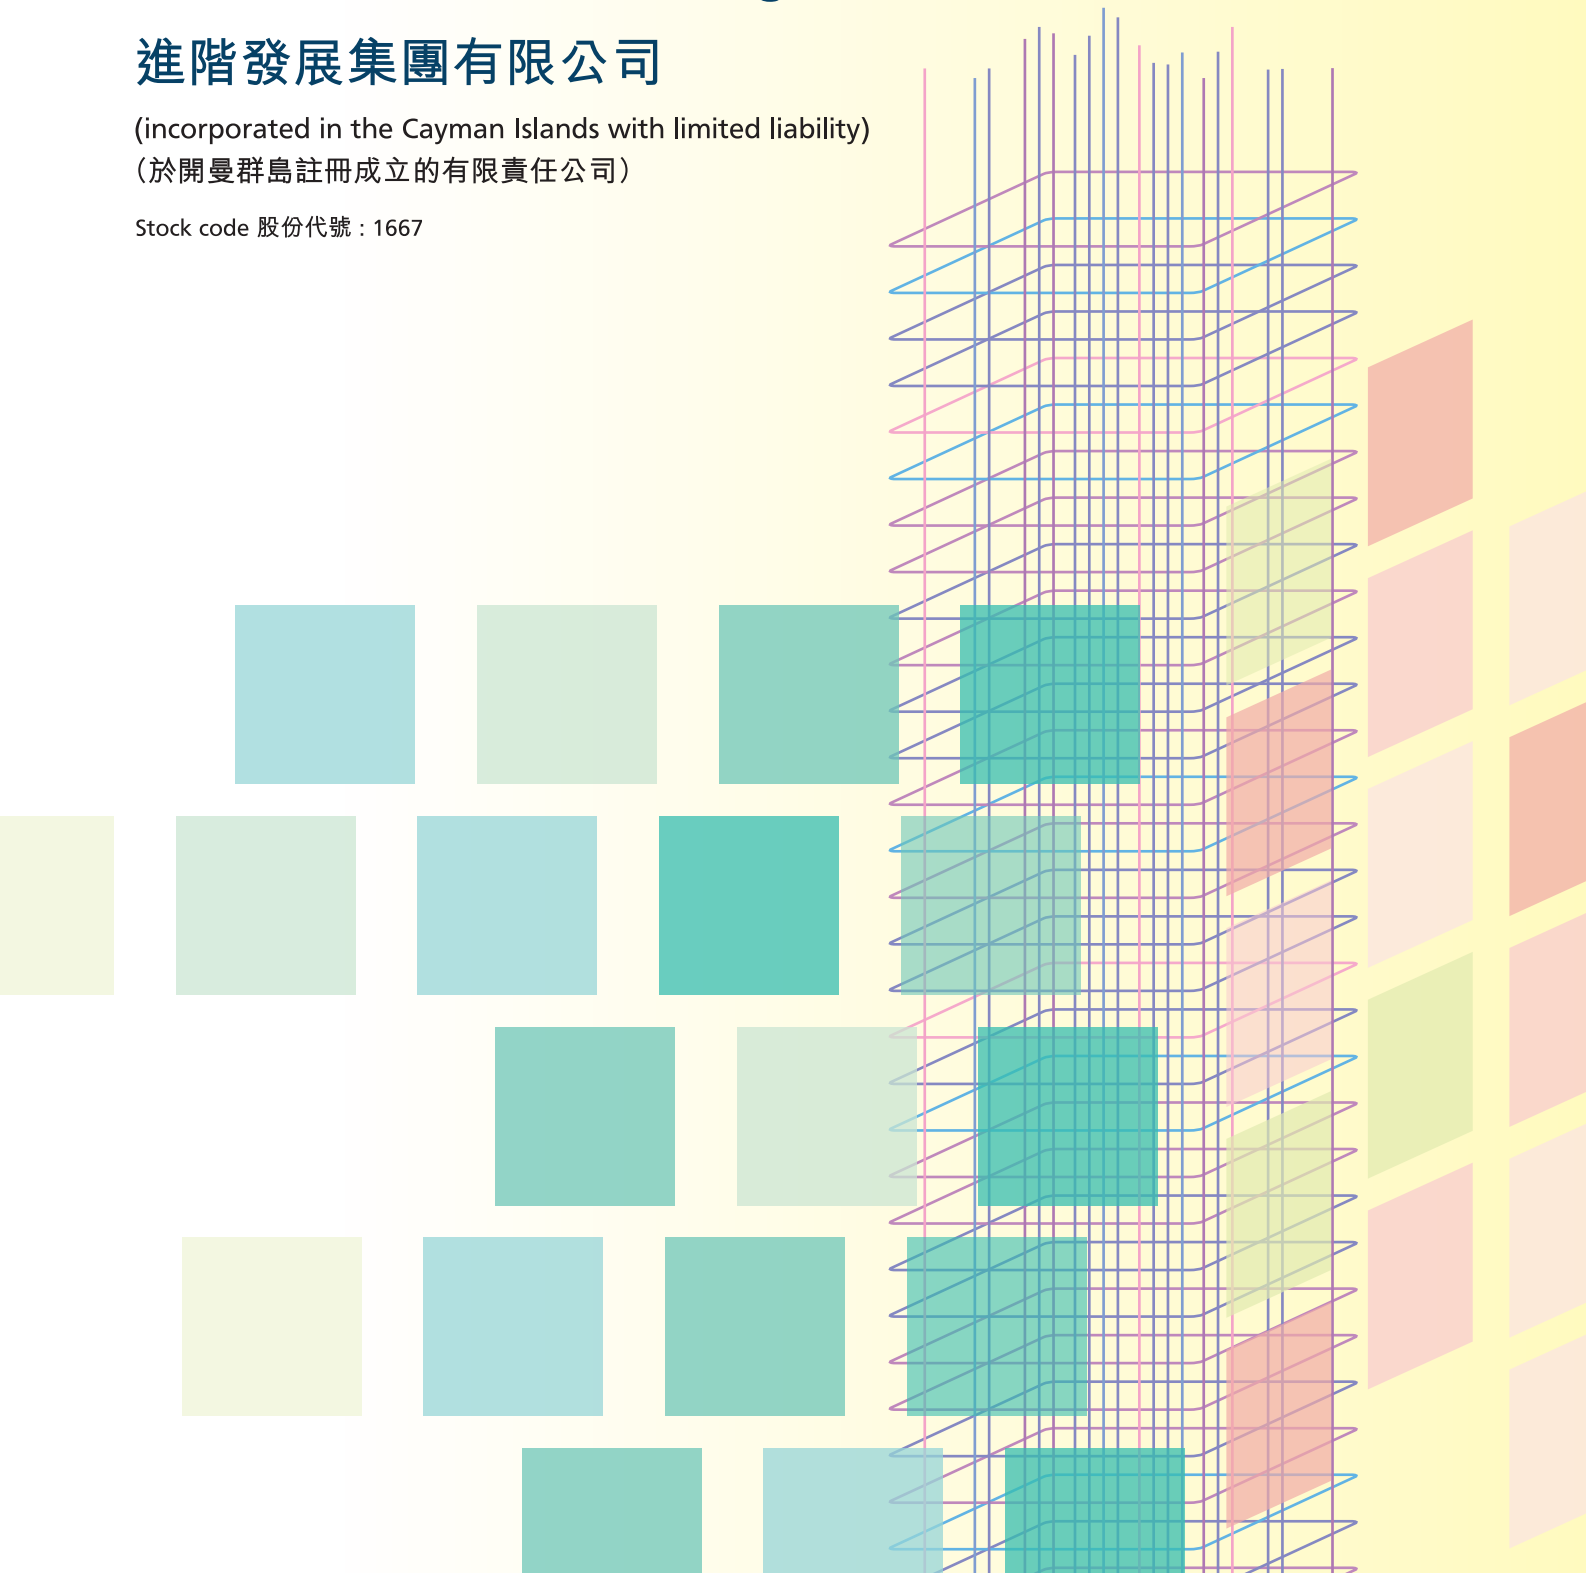 進階發展集團有限公司
(incorporated in the Cayman Islands with limited liability)
（於開曼群島註冊成立的有限責任公司）
Stock code 股份代號 : 1667